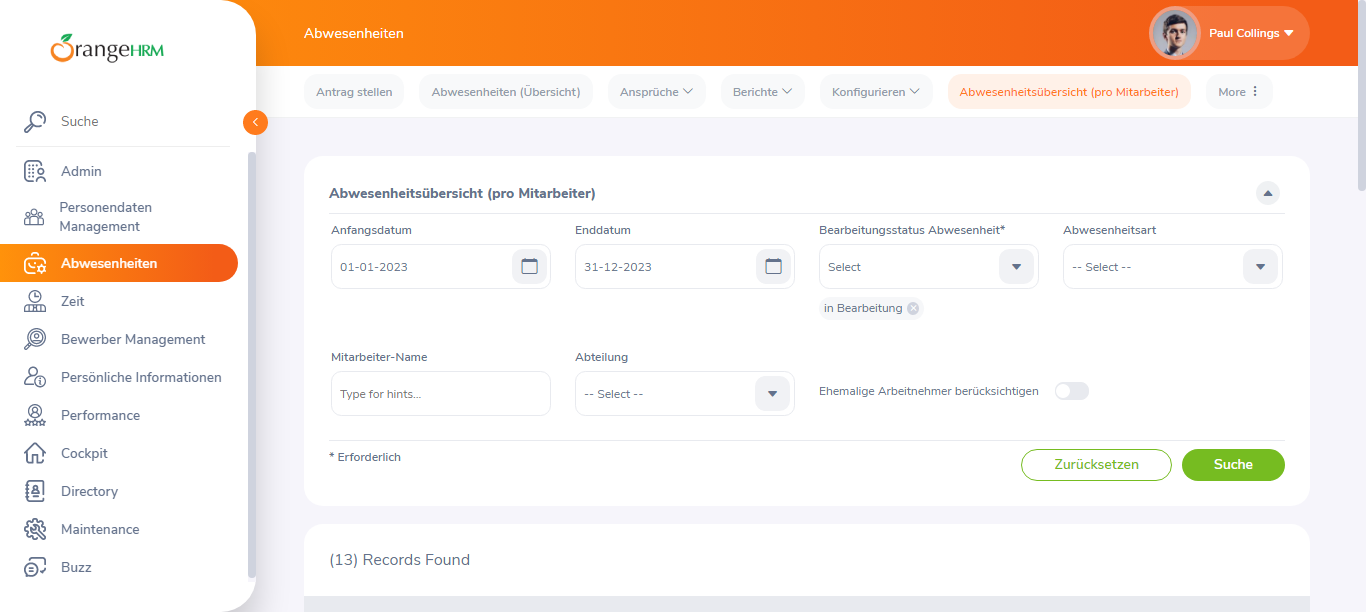 OrangeHRM
Suche
Admin
Personendaten
Management
Abwesenheiten
Zeit
Bewerber Management
Persönliche Informationen
Performance
Cockpit
Directory
Maintenance
Buzz
Abwesenheiten
Paul Collings
Antrag stellen
Abwesenheiten (Übersicht)
Ansprüche
Berichte
Konfigurieren
Abwesenheitsübersicht (pro Mitarbeiter)
More
Abwesenheitsübersicht (pro Mitarbeiter)
Anfangsdatum
01-01-2023
Enddatum
31-12-2023
Bearbeitungsstatus Abwesenheit*
Select
in Bearbeitung
Abwesenheitsart
-- Select --
Mitarbeiter-Name
Type for hints...
Abteilung
-- Select --
Ehemalige Arbeitnehmer berücksichtigen
* Erforderlich
Zurücksetzen
Suche
(13) Records Found